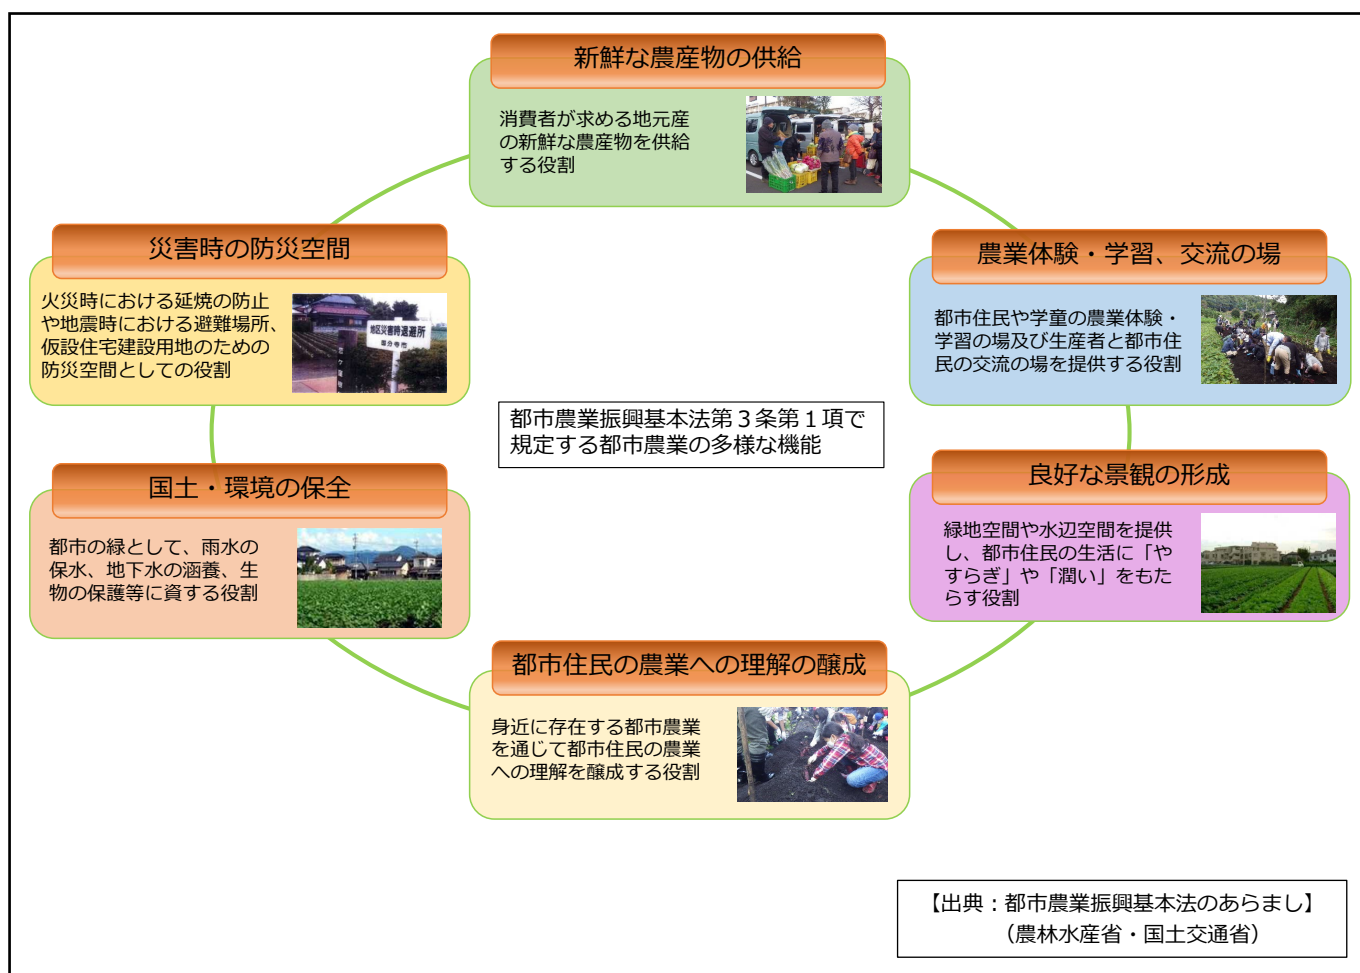 新鮮な農産物の供給
消費者が求める地元産
の新鮮な農産物を供給
する役割
災害時の防災空間
火災時における延焼の防止
や地震時における避難場所、
仮設住宅建設用地のための
防災空間としての役割
地区災害時退避所
国分寺市
農業体験・学習、交流の場
都市住民や学童の農業体験・
学習の場及び生産者と都市住
民の交流の場を提供する役割
都市農業振興基本法第３条第１項で
規定する都市農業の多様な機能
国土・環境の保全
都市の緑として、雨水の
保水、地下水の涵養、生
物の保護等に資する役割
良好な景観の形成
緑地空間や水辺空間を提供
し、都市住民の生活に「や
すらぎ」や「潤い」をもた
らす役割
都市住民の農業への理解の醸成
身近に存在する都市農業
を通じて都市住民の農業
への理解を醸成する役割
【出典：都市農業振興基本法のあらまし】
（農林水産省・国土交通省）